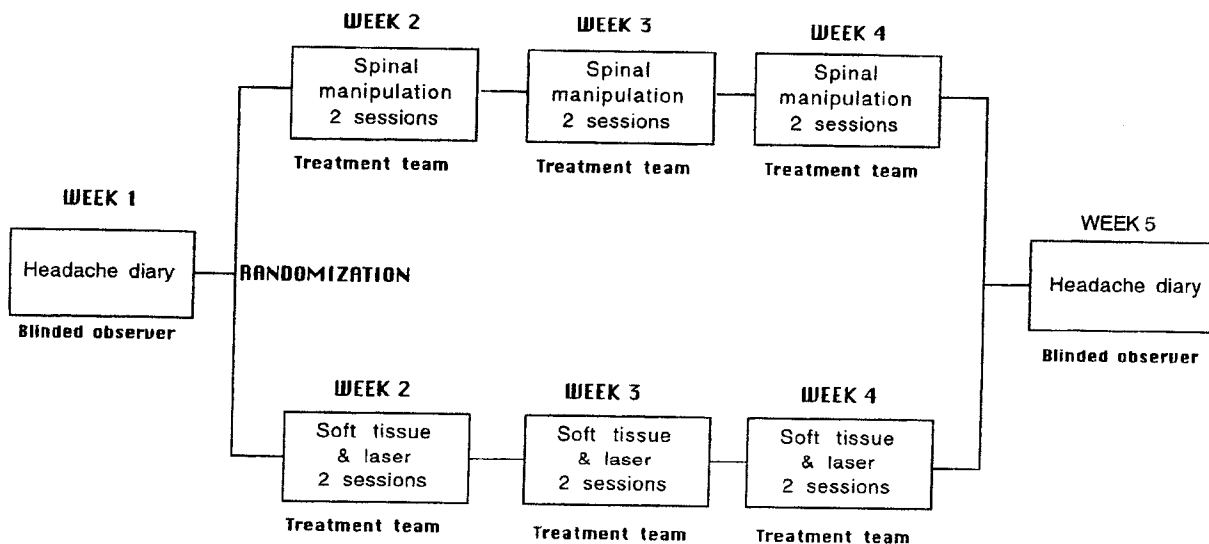 WEEK 2
WEEK 3
WEEK 4
Spinal
manipulation
2 sessions
Spinal
manipulation
2 sessions
Spinal
manipulation
2 sessions
Treatment team
Treatment team
Treatment team
WEEK 1
Headache diary
Blinded observer
RANDOMIZATION
WEEK 5
Headache diary
Blinded observer
WEEK 2
WEEK 3
WEEK 4
Soft tissue
& laser
2 sessions
Soft tissue
& laser
2 sessions
Soft tissue
& laser
2 sessions
Treatment team
Treatment team
Treatment team